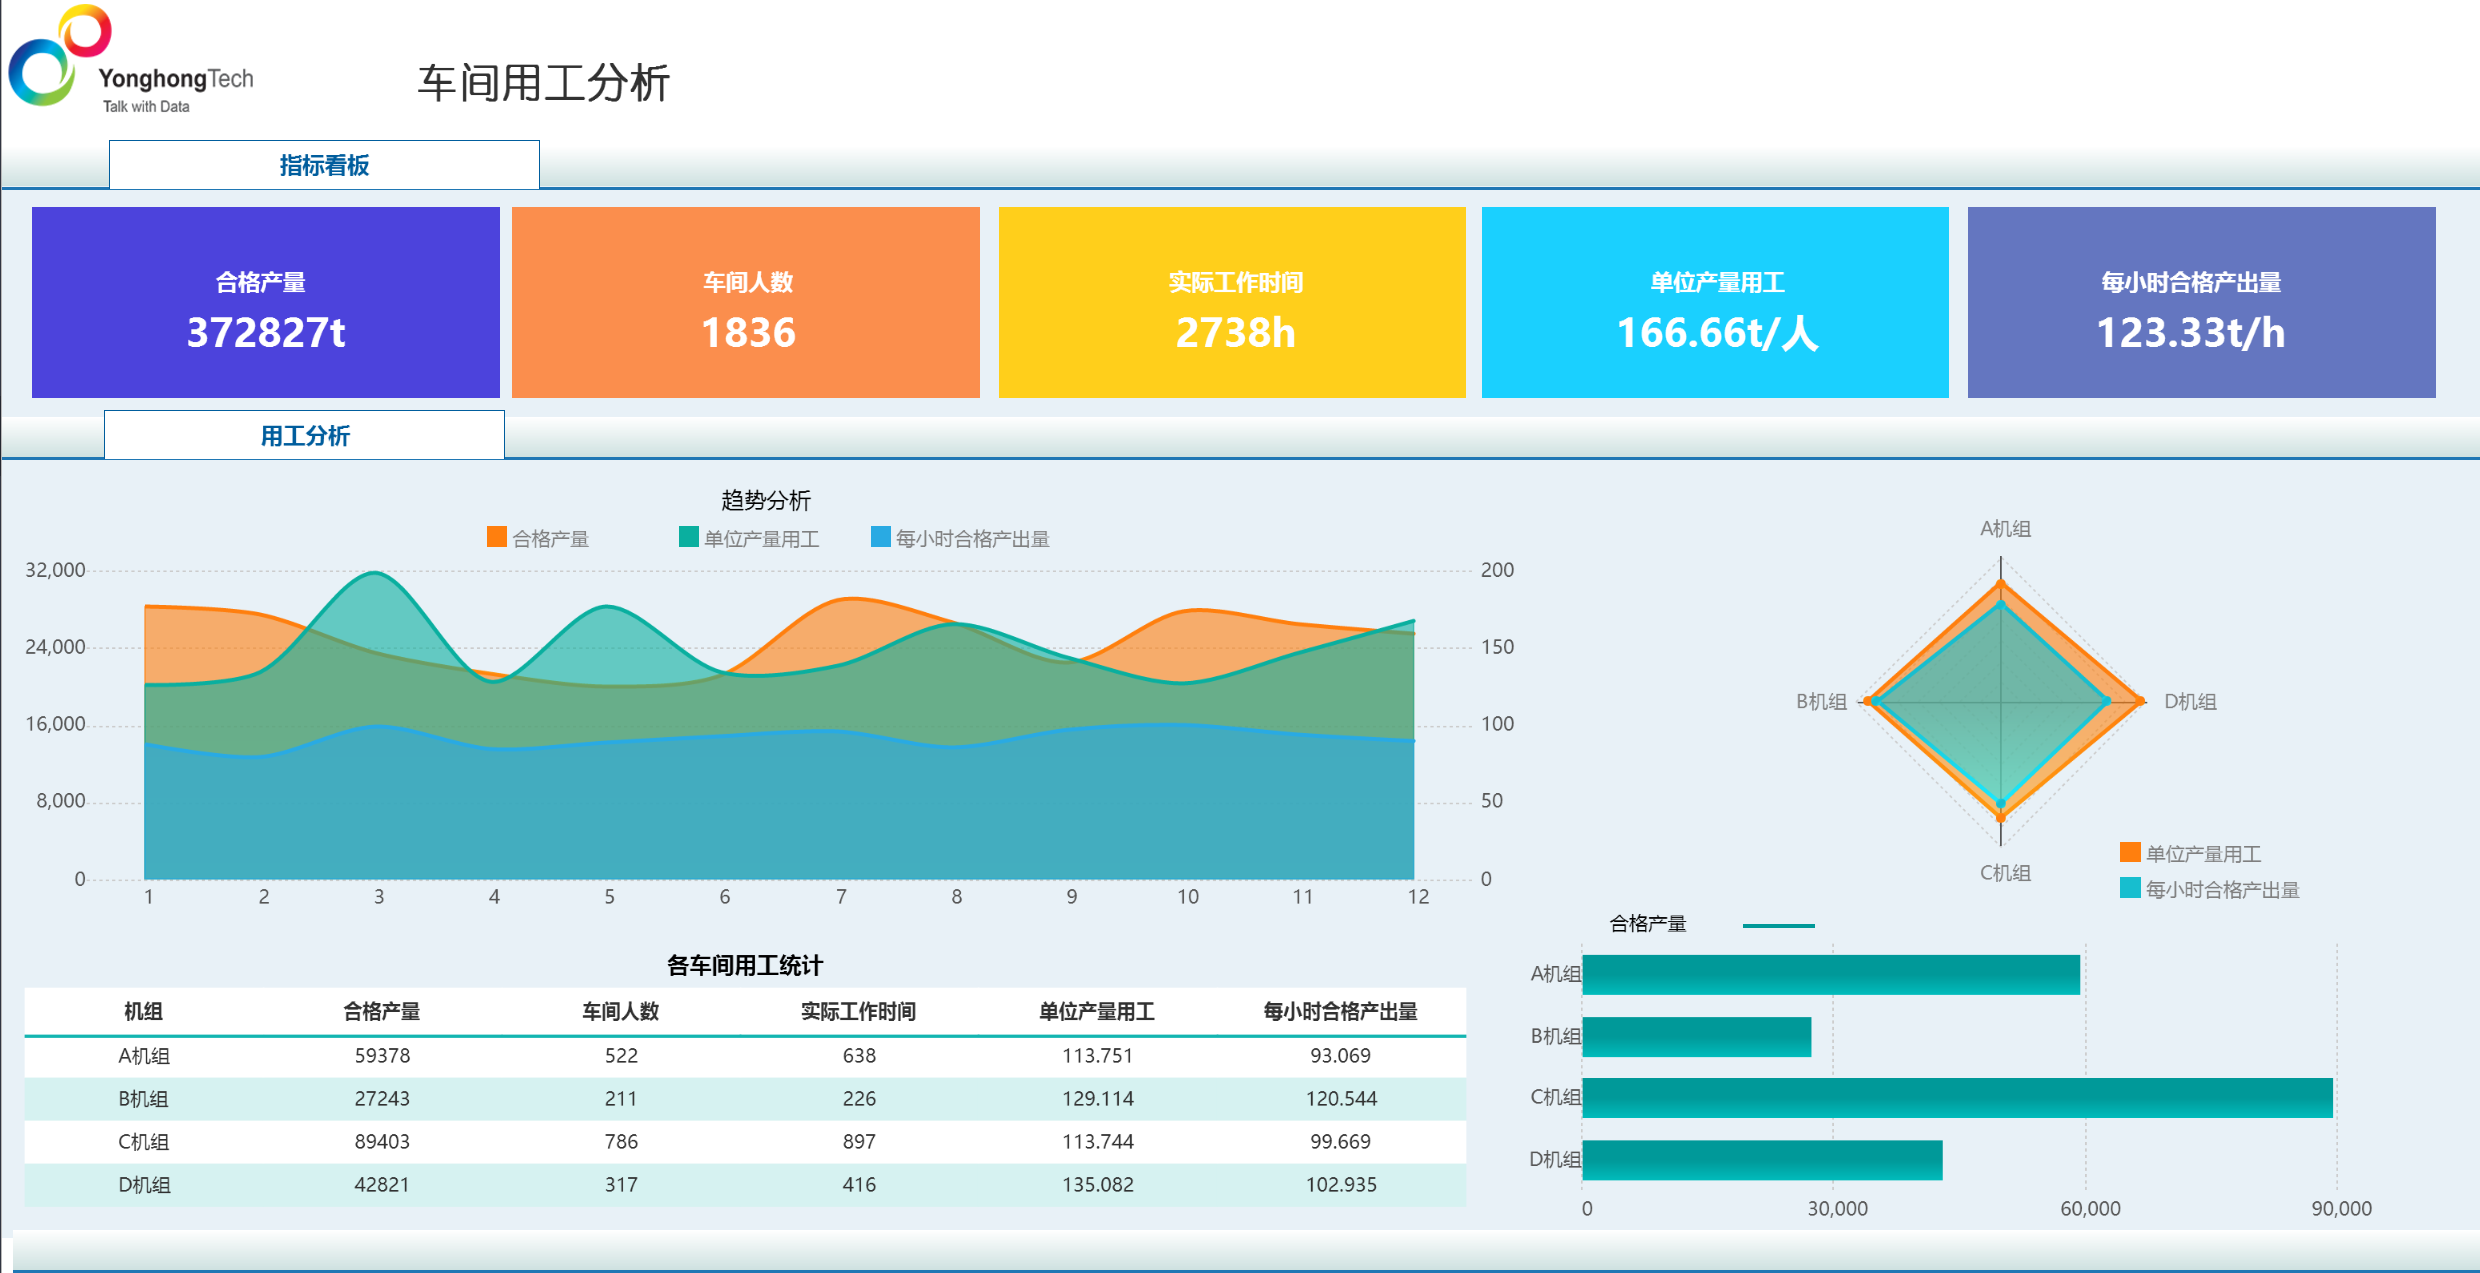 YonghongTech
Talk with Data
车间用工分析
指标看板
合格产量
372827t
车间人数
1836
实际工作时间
2738h
单位产量用工
166.66t/人
每小时合格产出量
123.33t/h
用工分析
趋势分析
合格产量 单位产量用工 每小时合格产出量
32,000 200
24,000 150
16,000 100
8,000 50
0 0
1 2 3 4 5 6 7 8 9 10 11 12
A机组
B机组 D机组
C机组
单位产量用工
每小时合格产出量
各车间用工统计
机组 合格产量 车间人数 实际工作时间 单位产量用工 每小时合格产出量
A机组 59378 522 638 113.751 93.069
B机组 27243 211 226 129.114 120.544
C机组 89403 786 897 113.744 99.669
D机组 42821 317 416 135.082 102.935
合格产量
A机组
B机组
C机组
D机组
0 30,000 60,000 90,000